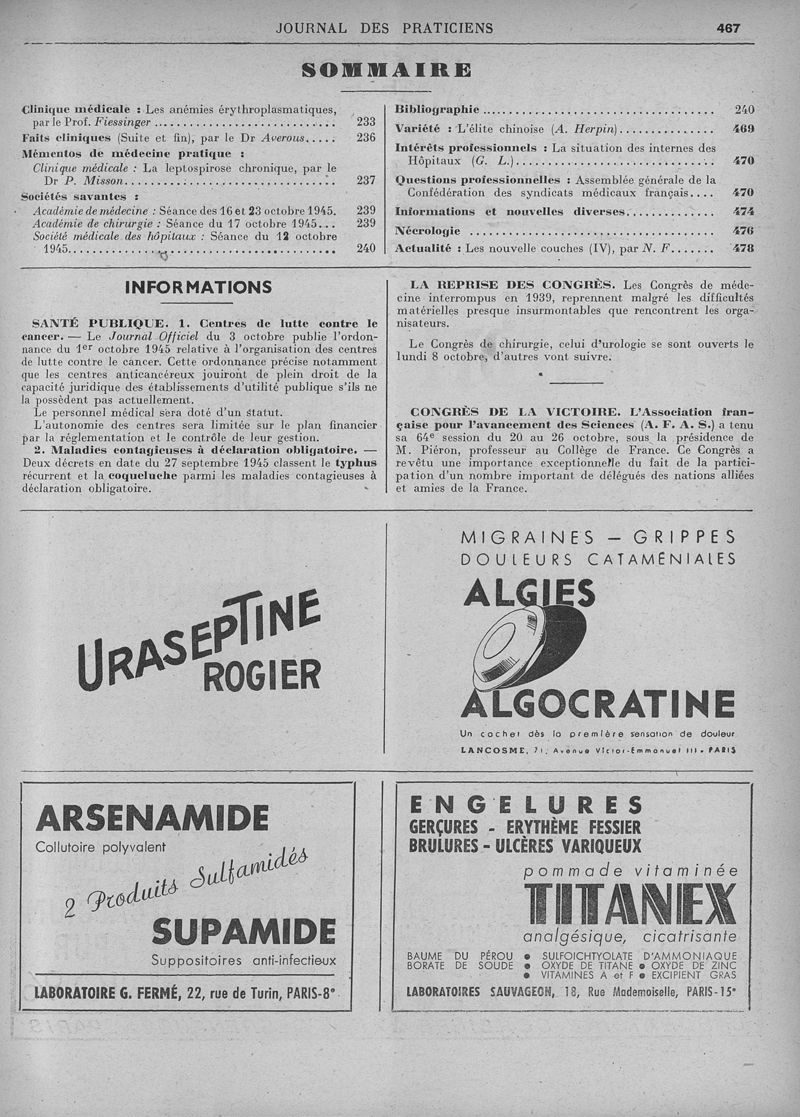 JOURNAL DES PRATICIENS 467
SOMMAIRE
Clinique médicale : Les anémies érythroplasmatiques,
par le Prof. Fiessinger ............................ 233
Faits cliniques (Suite et fin), par le Dr Averous..... 236
Mémentos de médecine pratique :
Clinique médicale : La leptospirose chronique, par le
Dr P. Misson................................. 237
Sociétés savantes :
Académie de médecine : Séance des 16 et 23 octobre 1945. 239
Académie de chirurgie : Séance du 17 octobre 1945... 239
Société médicale des hôpitaux : Séance du 12 octobre
1945.......................................... 240
Bibliographie .................................... 240
Variété : L'élite chinoise (A. Herpin)............... 469
Intérêts professionnels : La situation des internes des
Hôpitaux (G. L.)............................... 470
Questions professionnelles : Assemblée générale de la
Confédération des syndicats médicaux français.... 470
Informations et nouvelles diverses.............. 474
Nécrologie ...................................... 476
Actualité : Les nouvelle couches (IV), par N. F....... 478
INFORMATIONS
SANTÉ PUBLIQUE. 1. Centres de lutte contre le
cancer. — Le Journal Officiel du 3 octobre publie l'ordon-
nance du 1er octobre 1945 relative à l'organisation des centres
de lutte contre le cancer. Cette ordonnance précise notamment
que les centres anticancéreux jouiront de plein droit de la
capacité juridique des établissements d'utilité publique s'ils ne
la possèdent pas actuellement.
Le personnel médical sera doté d'un statut.
L'autonomie des centres sera limitée sur le plan financier
par la réglementation et le contrôle de leur gestion.
2. Maladies contagieuses à déclaration obligatoire. —
Deux décrets en date du 27 septembre 1945 classent le typhus
récurrent et la coqueluche parmi les maladies contagieuses à
déclaration obligatoire.
LA REPRISE DES CONGRÈS. Les Congrès de méde-
cine interrompus en 1939, reprennent malgré les difficultés
matérielles presque insurmontables que rencontrent les orga-
nisateurs.
Le Congrès de chirurgie, celui d'urologie se sont ouverts le
lundi 8 octobre, d'autres vont suivre.
CONGRÈS DE LA VICTOIRE. L'Association fran-
çaise pour l'avancement des Sciences (A. F. A. S.) a tenu
sa 64e session du 20 au 26 octobre, sous la présidence de
M. Piéron, professeur au Collège de France. Ce Congrès a
revêtu une importance exceptionnelle du fait de la partici-
pation d'un nombre important de délégués des nations alliées
et amies de la France.
URASEPTINE
ROGIER
MIGRAINES — GRIPPES
DOULEURS CATAMÉNIALES
ALGIES
ALGOCRATINE
Un cachet dès la première sensation de douleur
LANCOSME, 71, Avenue Victor-Emmanuel III - PARIS
ARSENAMIDE
Collutoire polyvalent
2 Produits Sulfamidés
SUPAMIDE
Suppositoires anti-infectieux
LABORATOIRE G. FERMÉ, 22, rue de Turin, PARIS-8e
ENGELURES
GERÇURES - ERYTHÈME FESSIER
BRULURES - ULCÈRES VARIQUEUX
pommade vitaminée
TITANEX
analgésique, cicatrisante
BAUME DU PÉROU ● SULFOICHTYOLATE D'AMMONIAQUE
BORATE DE SOUDE ● OXYDE DE TITANE ● OXYDE DE ZINC
● VITAMINES A et F ● EXCIPIENT GRAS
LABORATOIRES SAUVAGEON, 18, Rue Mademoiselle, PARIS-15e